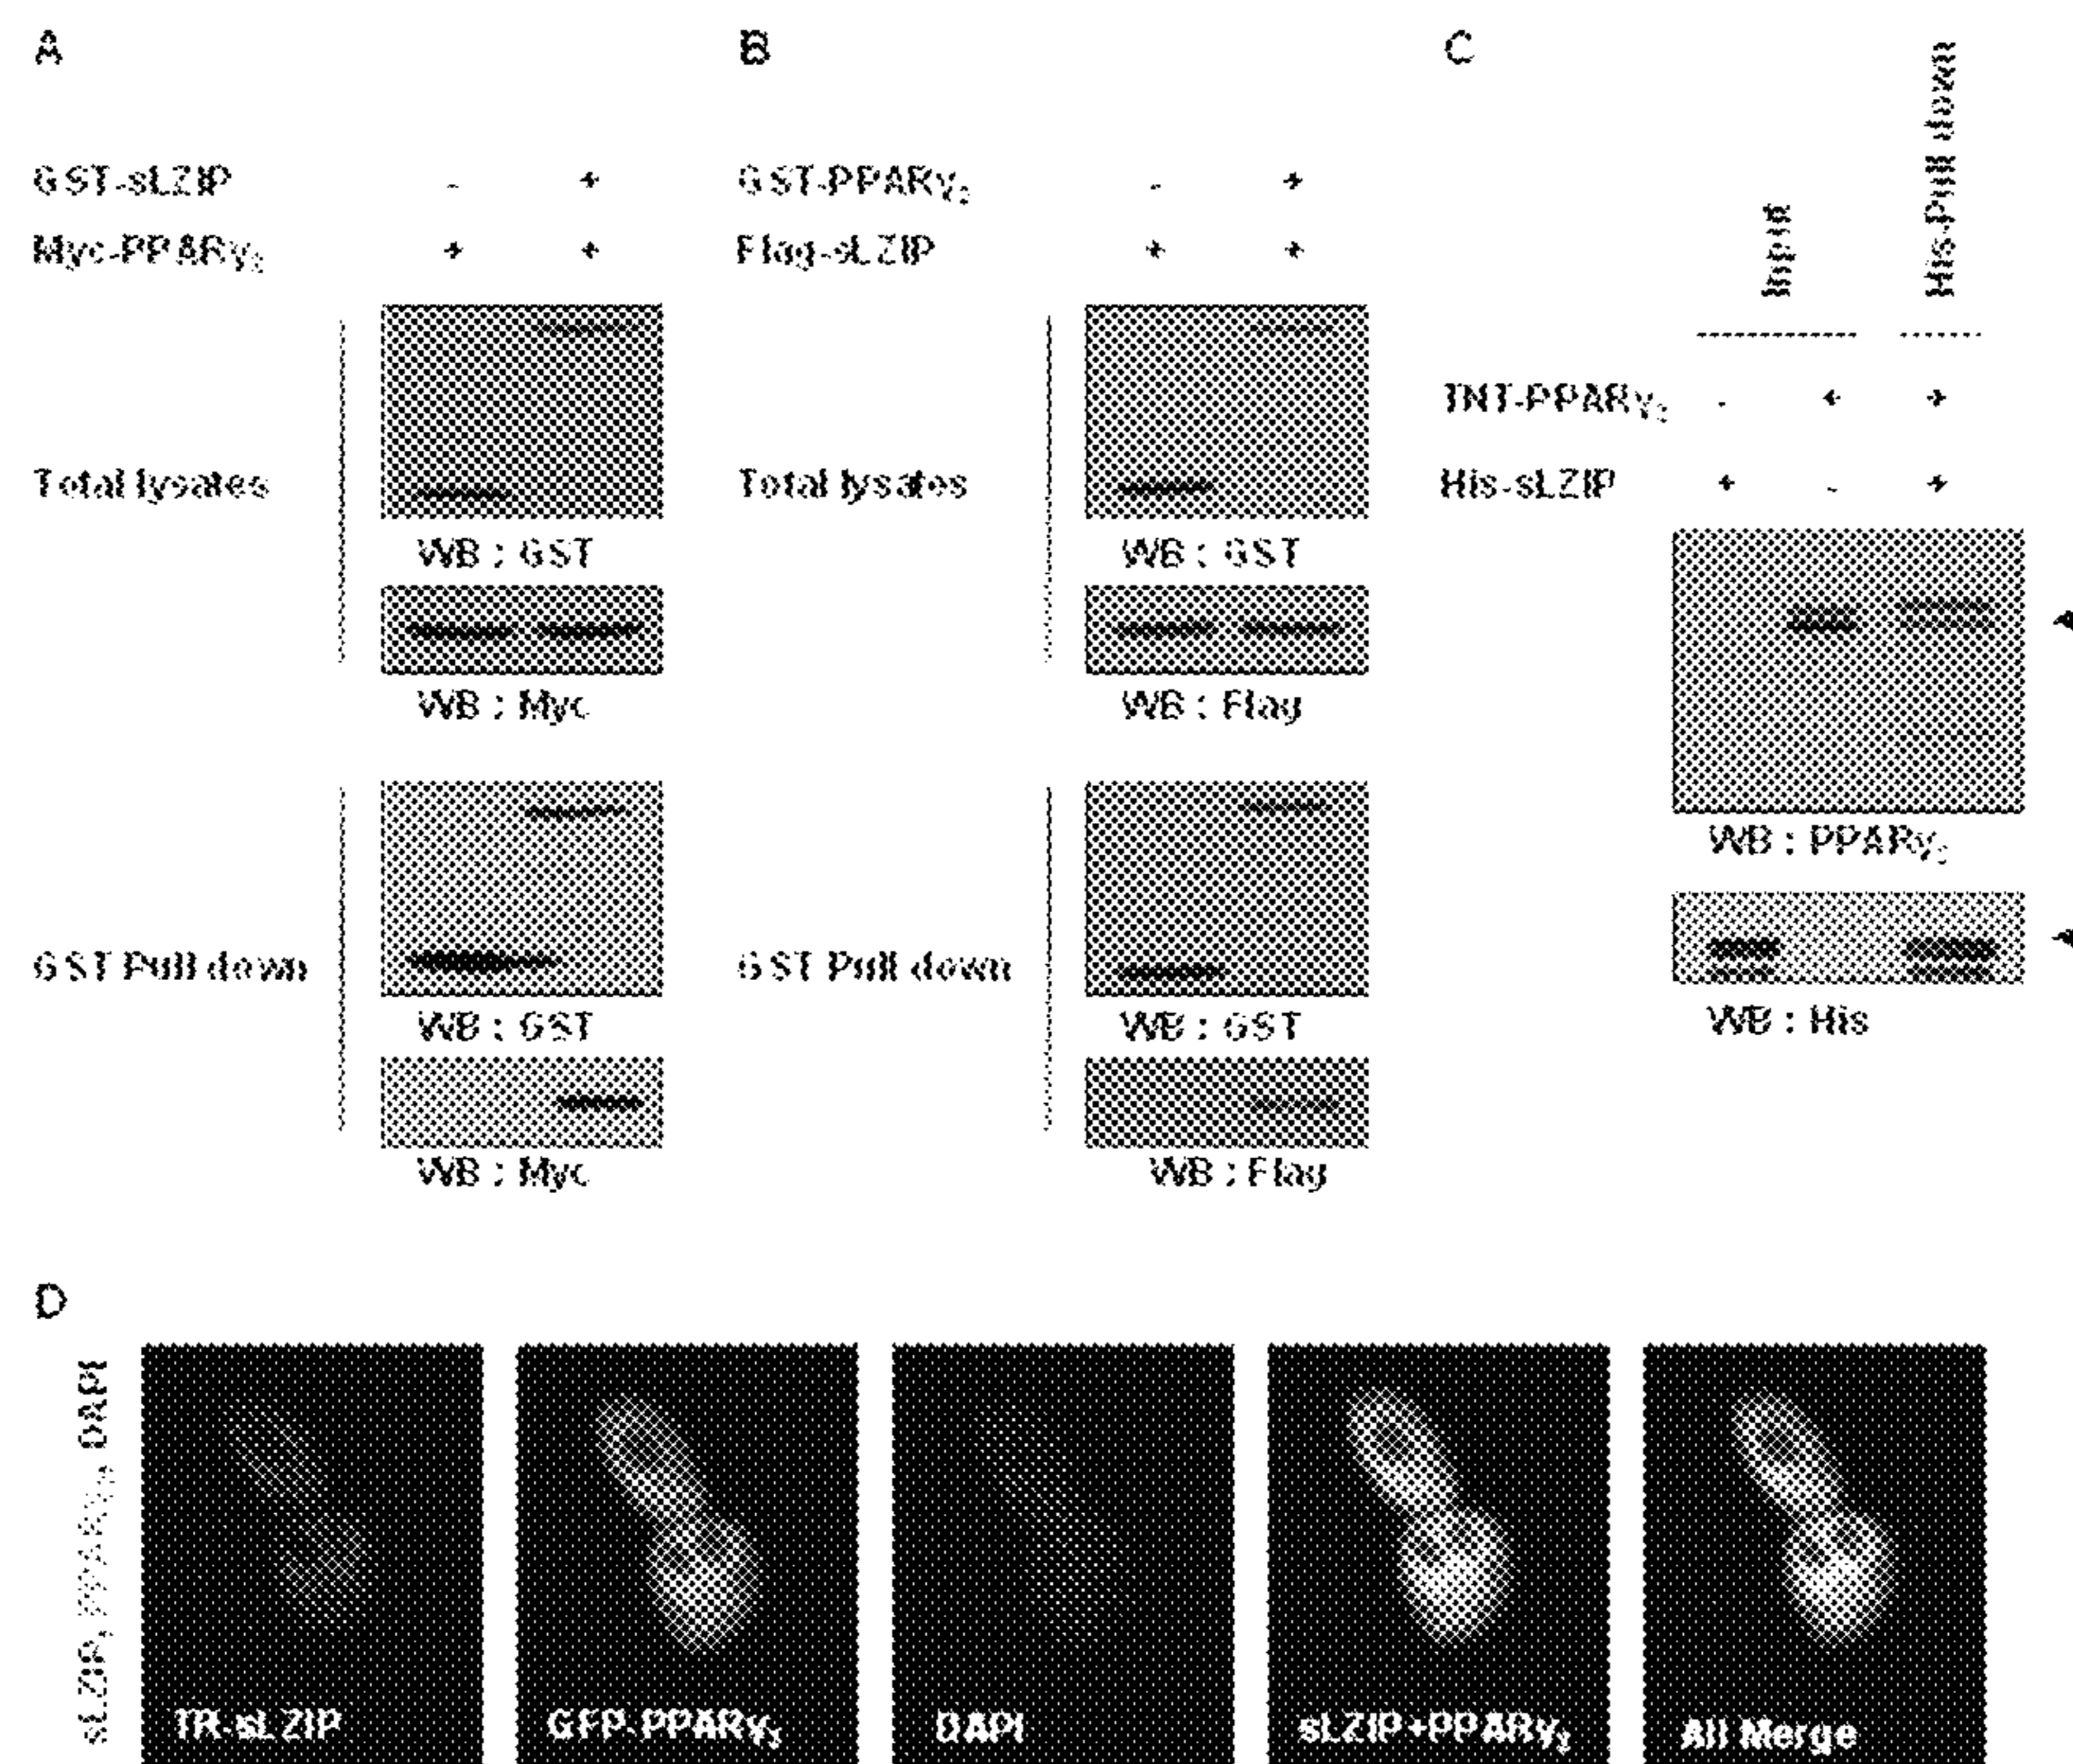 A
GST-sLZIP - +
Myc-PPARγ2 + +
Total lysates
WB : GST
WB : Myc
GST Pull down
WB : GST
WB : Myc
B
GST-PPARγ2 - +
Flag-sLZIP + +
Total lysates
WB : GST
WB : Flag
GST Pull down
WB : GST
WB : Flag
C
Input
His-Pull down
TNT-PPARγ2 - + +
His-sLZIP + - +
WB : PPARγ2
WB : His
D
sLZIP, PPARγ2, DAPI
TR-sLZIP
GFP-PPARγ2
DAPI
sLZIP+PPARγ2
All Merge